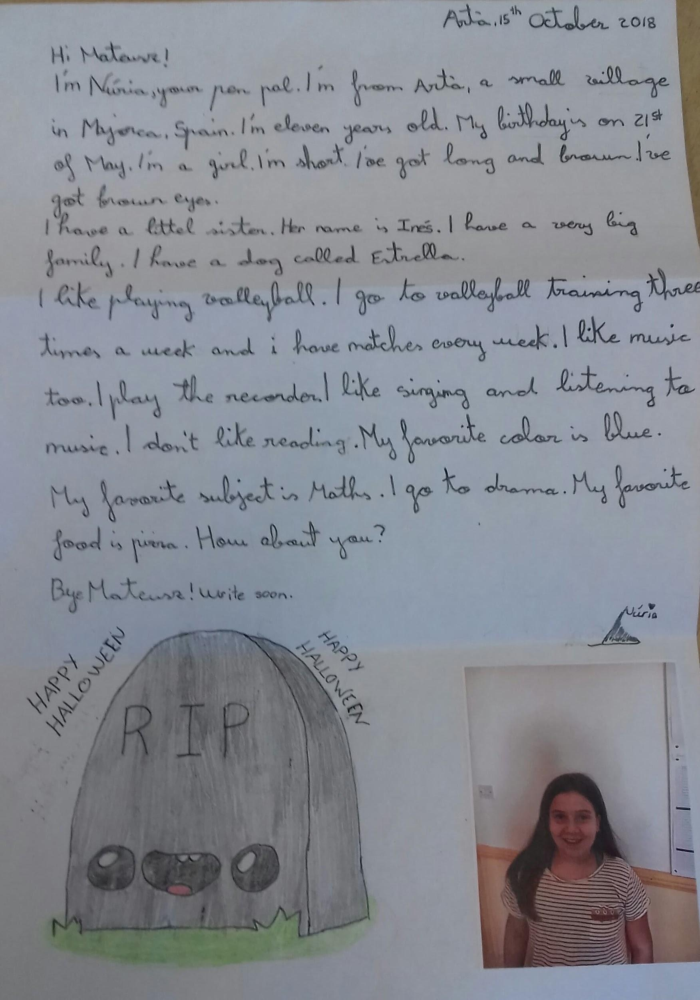 Artà, 15th October 2018
Hi Mateusz!
I'm Núria, your pen pal. I'm from Artà, a small village
in Majorca, Spain. I'm eleven years old. My birthday is on 21st
of May. I'm a girl. I'm short. I've got long and brown. I've
got brown eyes.
I have a littel sister. Her name is Inés. I have a very big
family. I have a dog called Estrella.
I like playing volleyball. I go to volleyball training three
times a week and i have matches every week. I like music
too. I play the recorder. I like singing and listening to
music. I don't like reading. My favorite color is blue.
My favorite subject is Maths. I go to drama. My favorite
food is pizza. How about you?
Bye Mateusz! Write soon.
Núria
HAPPY
HALLOWEEN
HAPPY
HALLOWEEN
RIP